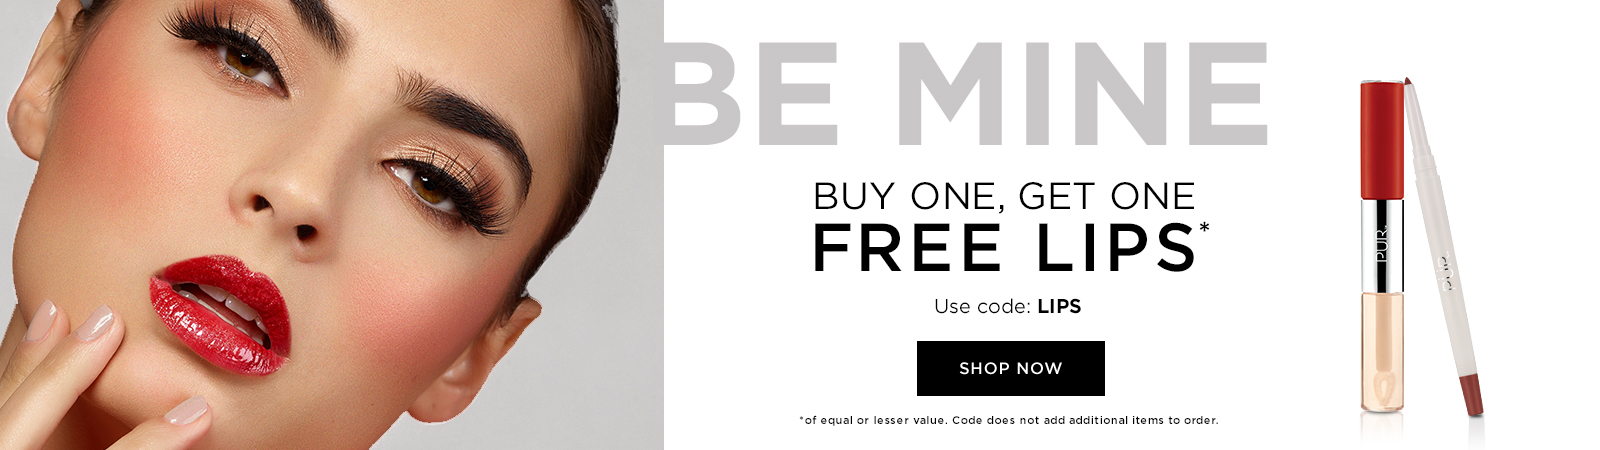 BE MINE
BUY ONE, GET ONE
FREE LIPS*
Use code: LIPS
SHOP NOW
*of equal or lesser value. Code does not add additional items to order.
PÜR.
PÜR.